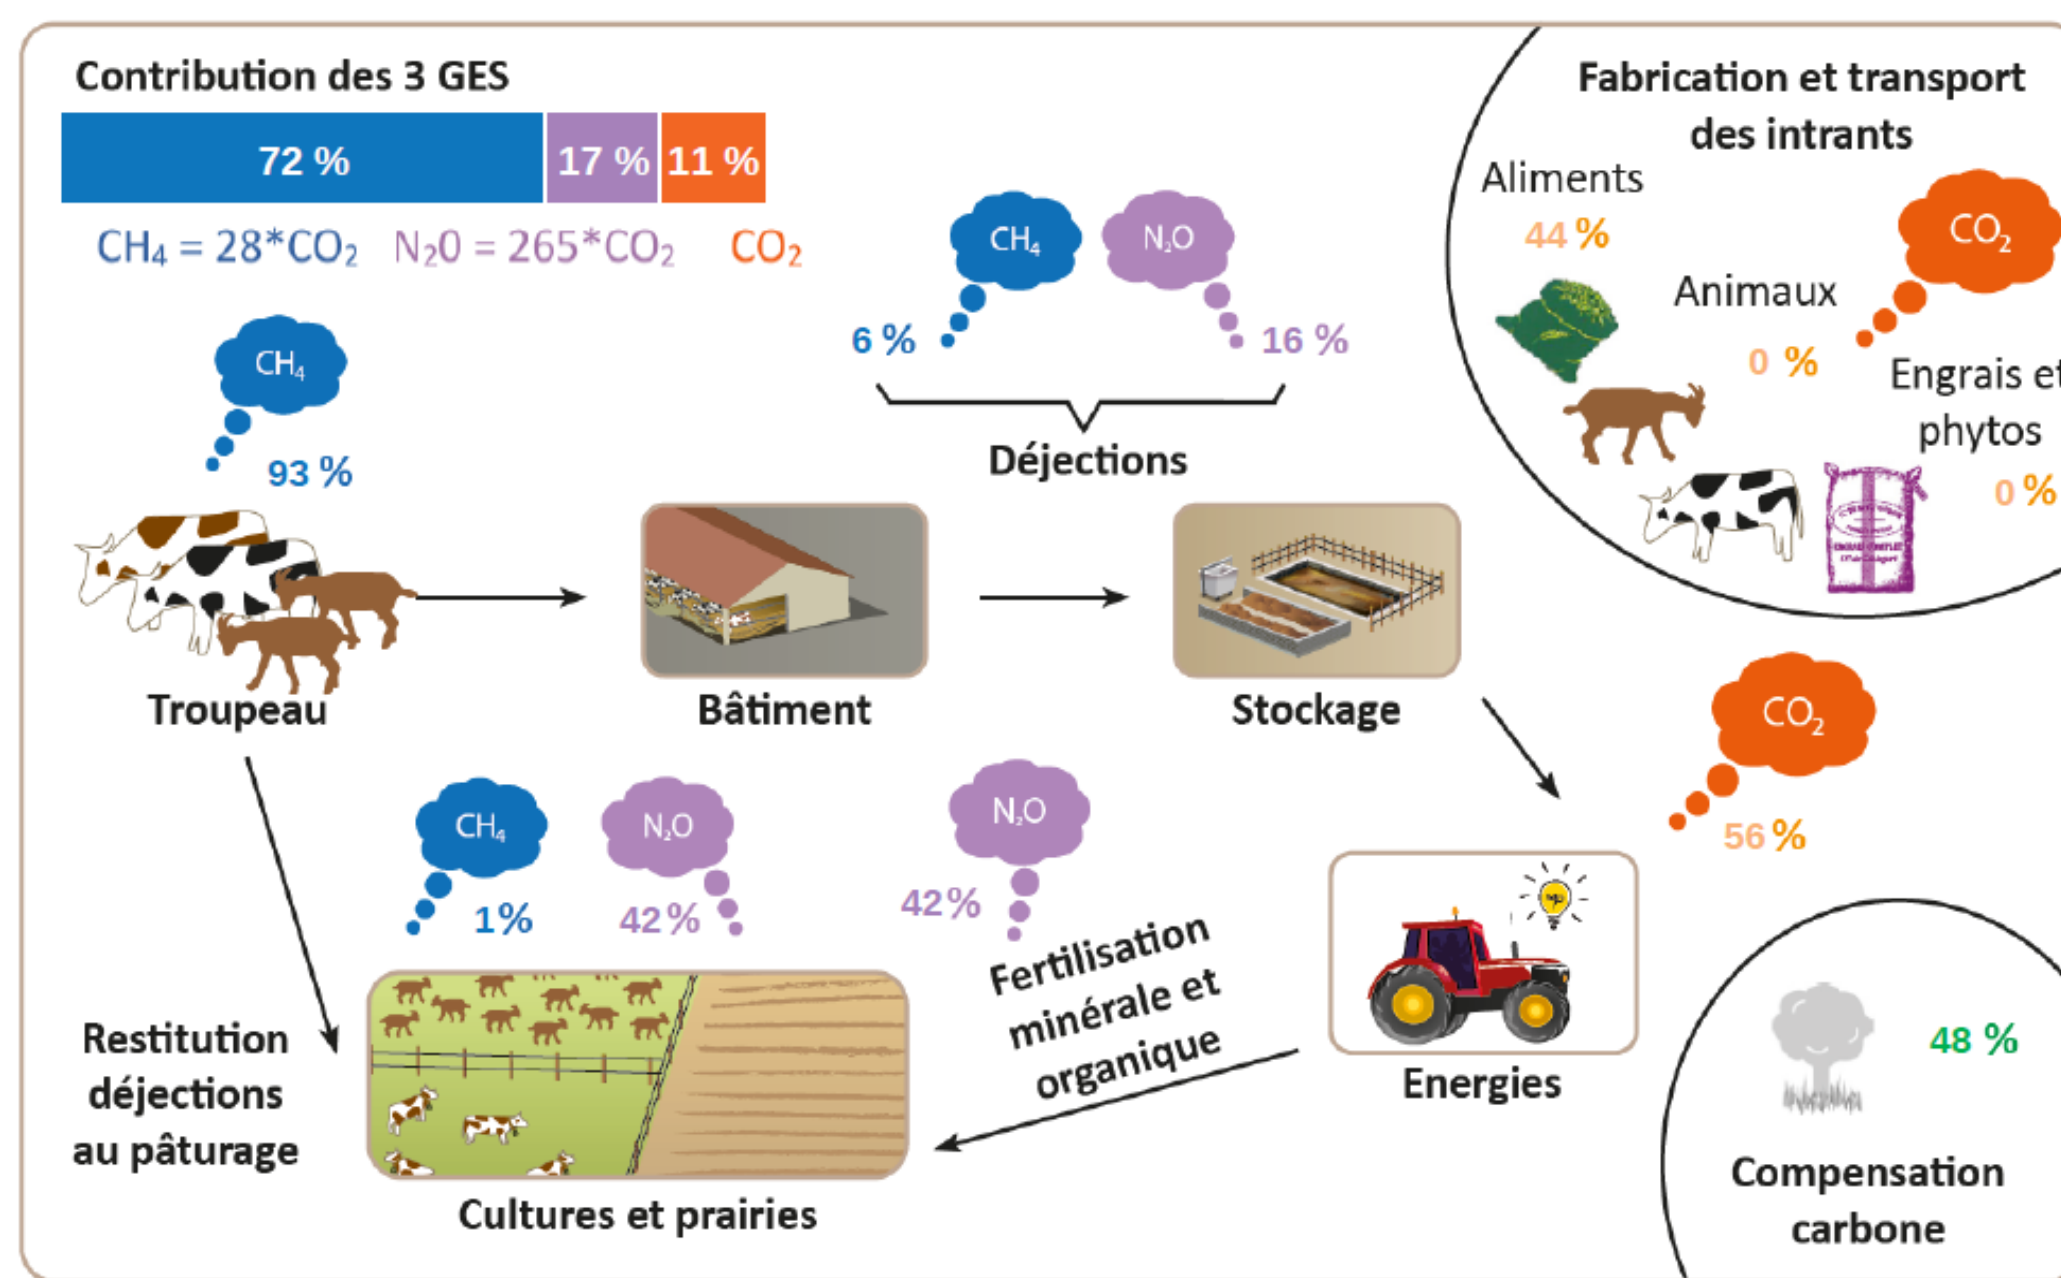 Contribution des 3 GES
72 %
17 %
11 %
CH₄ = 28*CO₂
N₂0 = 265*CO₂
CO₂
Fabrication et transport
des intrants
Aliments
44 %
CO₂
Animaux
0 %
Engrais et
phytos
0 %
CH₄
N₂O
6 %
16 %
Déjections
CH₄
93 %
Troupeau
Bâtiment
Stockage
CO₂
56 %
CH₄
N₂O
N₂O
1%
42%
42%
Fertilisation
minérale et
organique
Energies
Restitution
déjections
au pâturage
Cultures et prairies
48 %
Compensation
carbone